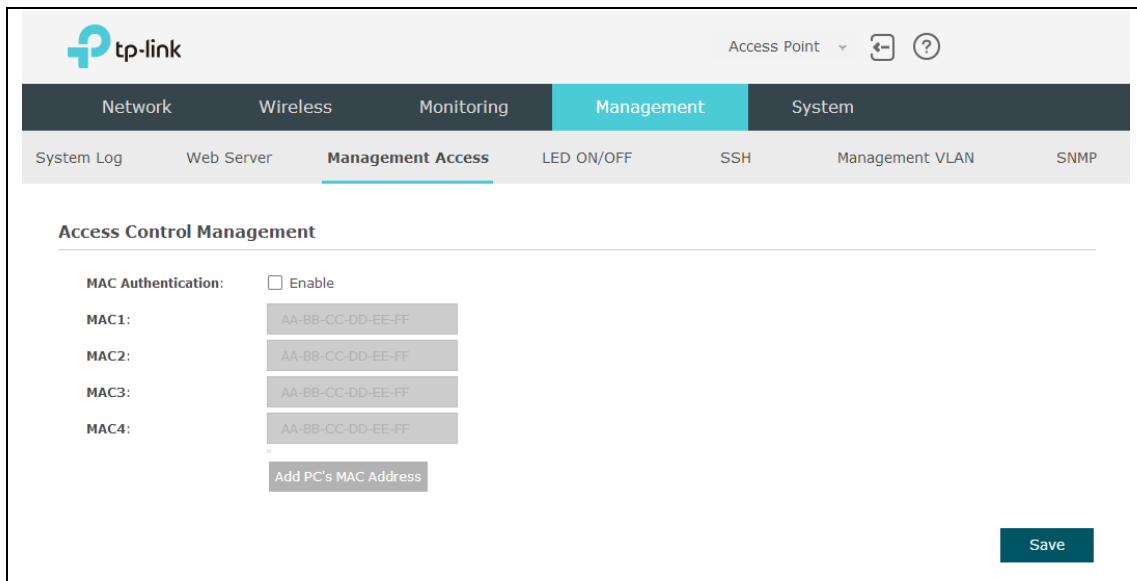 tp-link
Access Point
Network Wireless Monitoring Management System
System Log Web Server Management Access LED ON/OFF SSH Management VLAN SNMP
Access Control Management
MAC Authentication: Enable
MAC1: AA-BB-CC-DD-EE-FF
MAC2: AA-BB-CC-DD-EE-FF
MAC3: AA-BB-CC-DD-EE-FF
MAC4: AA-BB-CC-DD-EE-FF
Add PC's MAC Address
Save